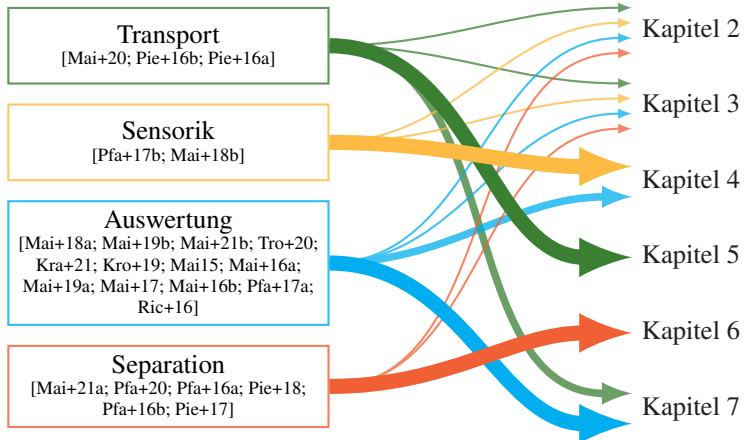 Transport
[Mai+20; Pie+16b; Pie+16a]
Sensorik
[Pfa+17b; Mai+18b]
Auswertung
[Mai+18a; Mai+19b; Mai+21b; Tro+20;
Kra+21; Kro+19; Mai15; Mai+16a;
Mai+19a; Mai+17; Mai+16b; Pfa+17a;
Ric+16]
Separation
[Mai+21a; Pfa+20; Pfa+16a; Pie+18;
Pfa+16b; Pie+17]
Kapitel 2
Kapitel 3
Kapitel 4
Kapitel 5
Kapitel 6
Kapitel 7